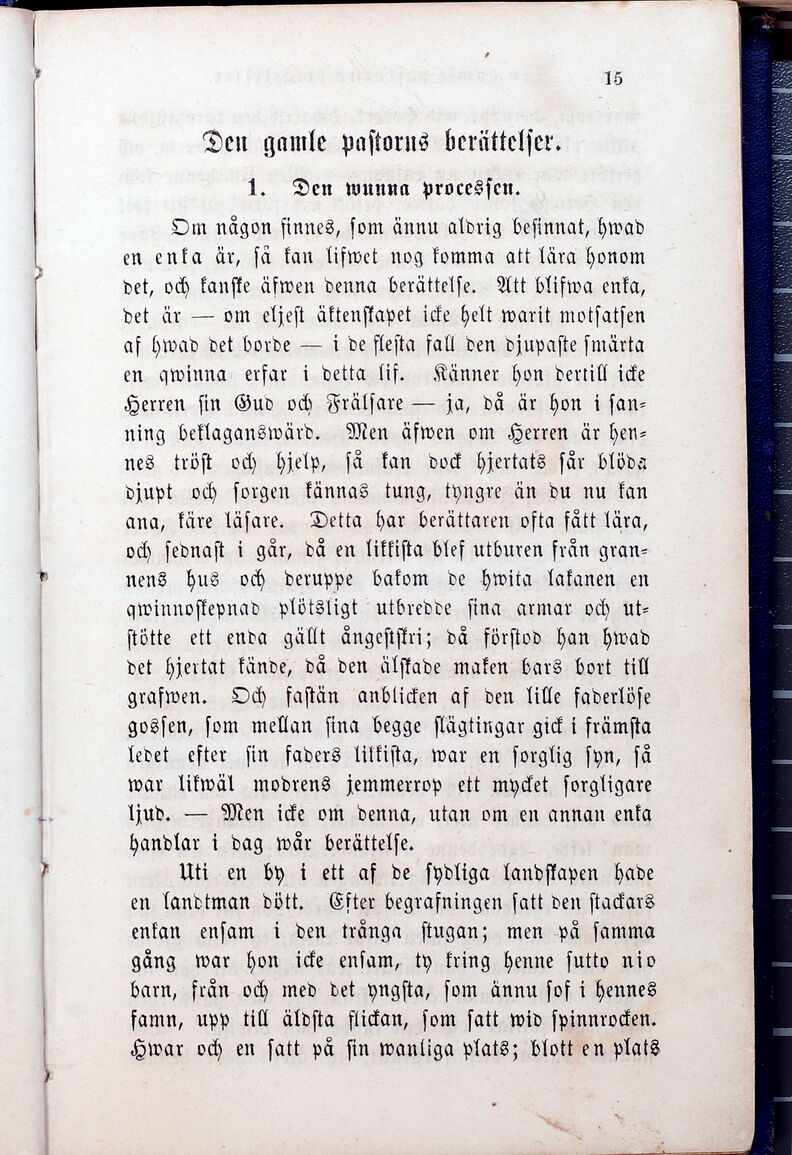 15
Den gamle pastorns berättelser.
1. Den wunna processen.
Om någon finnes, som ännu aldrig besinnat, hwad
en enka är, så kan lifwet nog komma att lära honom
det, och kanske äfwen denna berättelse. Att blifwa enka,
det är — om eljest äktenskapet icke helt warit motsatsen
af hwad det borde — i de flesta fall den djupaste smärta
en qwinna erfar i detta lif. Känner hon dertill icke
Herren sin Gud och Frälsare — ja, då är hon i san-
ning beklaganswärd. Men äfwen om Herren är hen-
nes tröst och hjelp, så kan dock hjertats sår blöda
djupt och sorgen kännas tung, tyngre än du nu kan
ana, käre läsare. Detta har berättaren ofta fått lära,
och sednast i går, då en likkista blef utburen från gran-
nens hus och deruppe bakom de hwita lakanen en
qwinnoskepnad plötsligt utbredde sina armar och ut-
stötte ett enda gällt ångestskri; då förstod han hwad
det hjertat kände, då den älskade maken bars bort till
grafwen. Och fastän anblicken af den lille faderlöse
gossen, som mellan sina begge slägtingar gick i främsta
ledet efter sin faders likkista, war en sorglig syn, så
war likwäl modrens jemmerrop ett mycket sorgligare
ljud. — Men icke om denna, utan om en annan enka
handlar i dag wår berättelse.
Uti en by i ett af de sydliga landskapen hade
en landtman dött. Efter begrafningen satt den stackars
enkan ensam i den trånga stugan; men på samma
gång war hon icke ensam, ty kring henne sutto nio
barn, från och med det yngsta, som ännu sof i hennes
famn, upp till äldsta flickan, som satt wid spinnrocken.
Hwar och en satt på sin wanliga plats; blott en plats